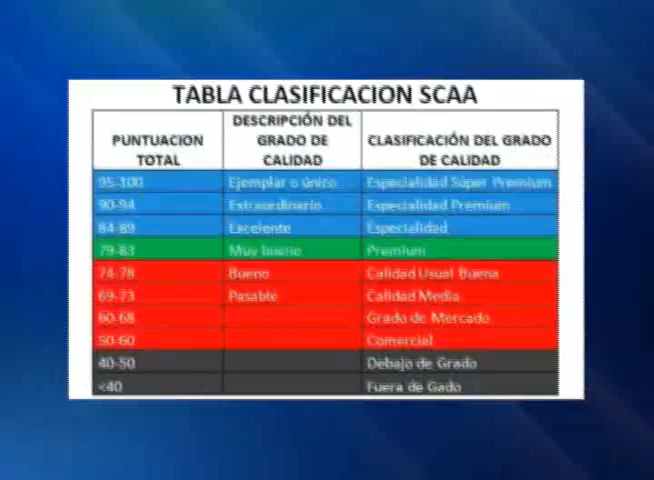 TABLA CLASIFICACION SCAA
PUNTUACION TOTAL DESCRIPCIÓN DEL GRADO DE CALIDAD CLASIFICACIÓN DEL GRADO DE CALIDAD
95-100 Ejemplar o único Especialidad Súper Premium
90-94 Extraordinario Especialidad Premium
84-89 Excelente Especialidad
79-83 Muy bueno Premium
74-78 Bueno Calidad Usual Buena
69-73 Pasable Calidad Media
60-68 Grado de Mercado
50-60 Comercial
40-50 Debajo de Grado
<40 Fuera de Gado